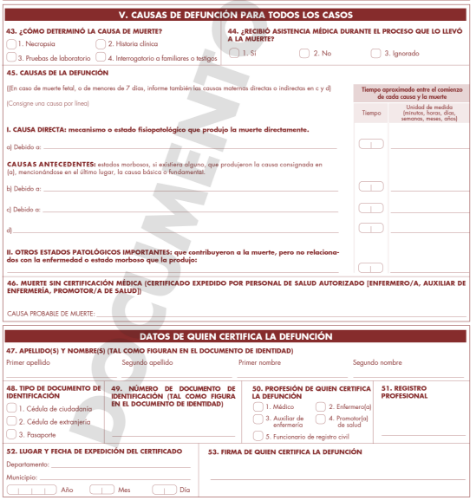 V. CAUSAS DE DEFUNCIÓN PARA TODOS LOS CASOS
43. ¿CÓMO DETERMINÓ LA CAUSA DE MUERTE?
1. Necropsia 2. Historia clínica
3. Pruebas de laboratorio 4. Interrogatorio a familiares o testigos
44. ¿RECIBIÓ ASISTENCIA MÉDICA DURANTE EL PROCESO QUE LO LLEVÓ
A LA MUERTE?
1. Sí 2. No 3. Ignorado
45. CAUSAS DE LA DEFUNCIÓN
([En caso de muerte fetal, o de menores de 7 días, informe también las causas maternas directas o indirectas en c y d)
(Consigne una causa por línea)
Tiempo aproximado entre el comienzo
de cada causa y la muerte
Tiempo
Unidad de medida
(minutos, horas, días,
semanas, meses, años)
I. CAUSA DIRECTA: mecanismo o estado fisiopatológico que produjo la muerte directamente.
a) Debido a:
CAUSAS ANTECEDENTES: estados morbosos, si existiera alguno, que produjeron la causa consignada en
(a), mencionándose en el último lugar, la causa básica o fundamental.
b) Debido a:
c) Debido a:
d)
II. OTROS ESTADOS PATOLÓGICOS IMPORTANTES: que contribuyeron a la muerte, pero no relaciona-
dos con la enfermedad o estado morboso que la produjo:
46. MUERTE SIN CERTIFICACIÓN MÉDICA (CERTIFICADO EXPEDIDO POR PERSONAL DE SALUD AUTORIZADO [ENFERMERO/A, AUXILIAR DE
ENFERMERÍA, PROMOTOR/A DE SALUD])
CAUSA PROBABLE DE MUERTE:
DOCUMENTO
DATOS DE QUIEN CERTIFICA LA DEFUNCIÓN
47. APELLIDO(S) Y NOMBRE(S) (TAL COMO FIGURAN EN EL DOCUMENTO DE IDENTIDAD)
Primer apellido Segundo apellido Primer nombre Segundo nombre
48. TIPO DE DOCUMENTO DE
IDENTIFICACIÓN
1. Cédula de ciudadanía
2. Cédula de extranjería
3. Pasaporte
49. NÚMERO DE DOCUMENTO DE
IDENTIFICACIÓN (TAL COMO FIGURA
EN EL DOCUMENTO DE IDENTIDAD)
50. PROFESIÓN DE QUIEN CERTIFICA
LA DEFUNCIÓN
1. Médico 2. Enfermero(a)
3. Auxiliar de
enfermería
4. Promotor(a)
de salud
5. Funcionario de registro civil
51. REGISTRO
PROFESIONAL
52. LUGAR Y FECHA DE EXPEDICIÓN DEL CERTIFICADO
Departamento:
Municipio:
Año Mes Día
53. FIRMA DE QUIEN CERTIFICA LA DEFUNCIÓN